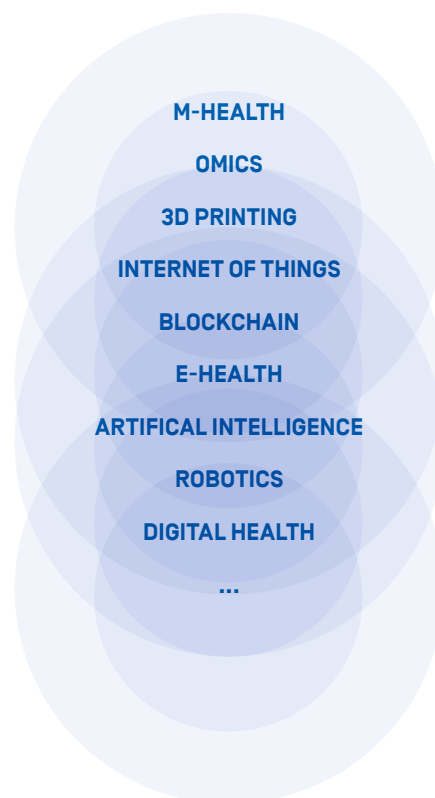 M-HEALTH
OMICS
3D PRINTING
INTERNET OF THINGS
BLOCKCHAIN
E-HEALTH
ARTIFICAL INTELLIGENCE
ROBOTICS
DIGITAL HEALTH
...